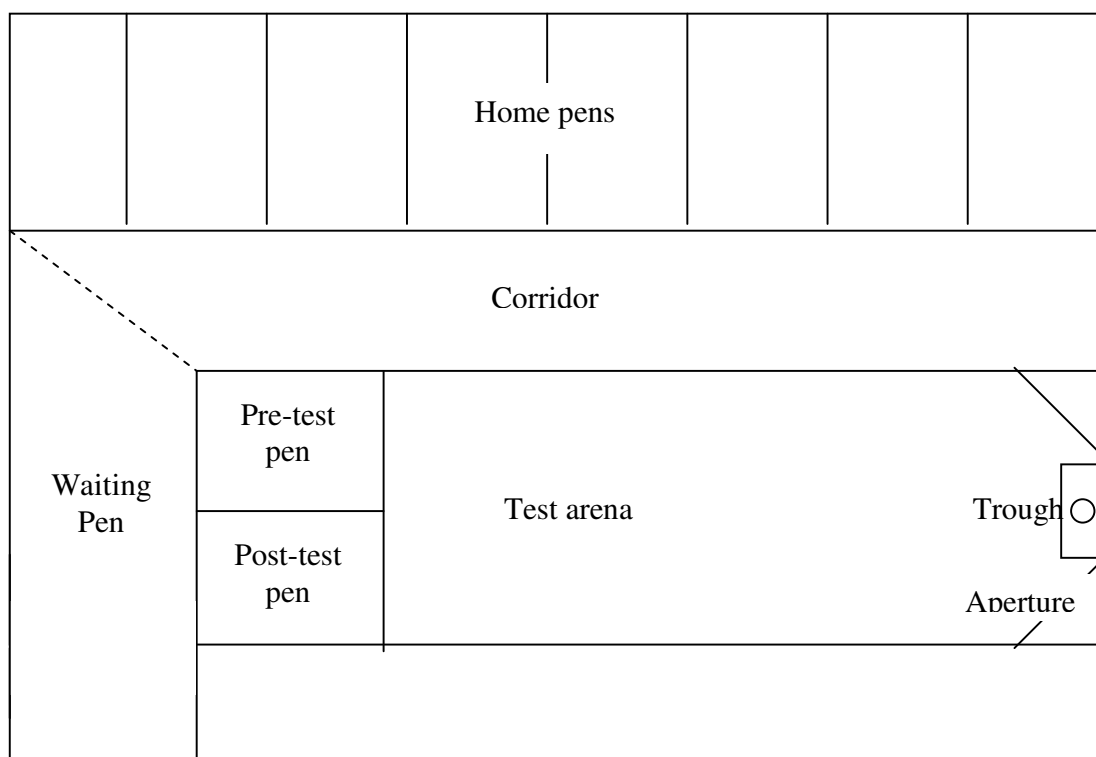 Home pens
Corridor
Pre-test
pen
Waiting
Pen
Test arena
Trough
Post-test
pen
Aperture